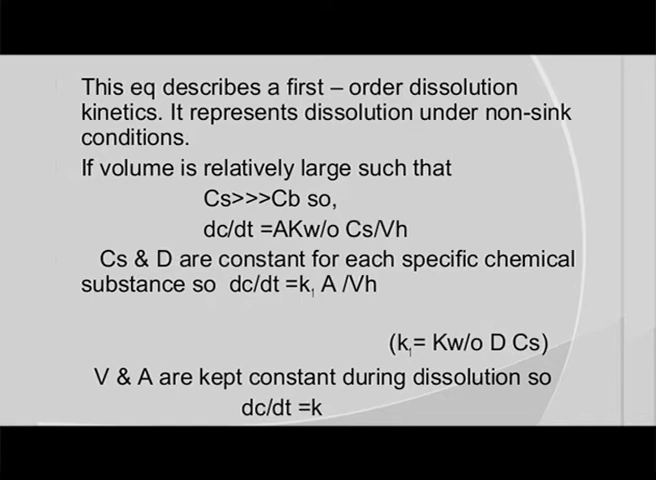 This eq describes a first – order dissolution
kinetics. It represents dissolution under non-sink
conditions.
If volume is relatively large such that
Cs>>>Cb so,
dc/dt =AKw/o Cs/Vh
Cs & D are constant for each specific chemical
substance so dc/dt =k₁ A /Vh
(k₁= Kw/o D Cs)
V & A are kept constant during dissolution so
dc/dt =k